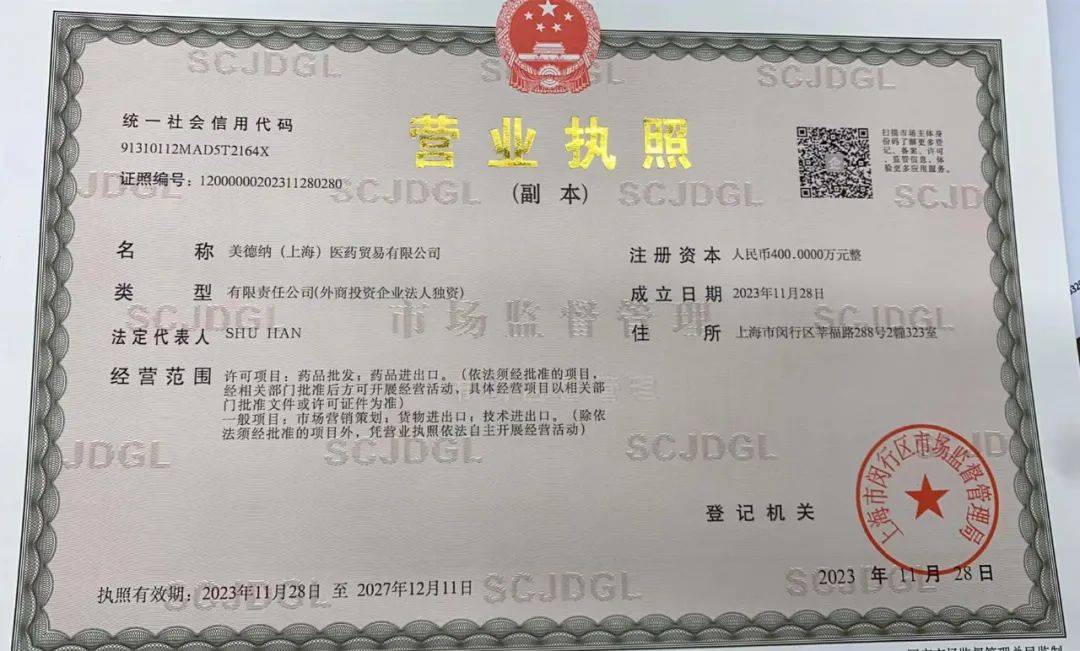 统一社会信用代码
91310112MAD5T2164X
证照编号：12000000202311280280
营业执照
（副 本）
扫描市场主体身
份码了解更多登
记、备案、许可
、监管信息，体
验更多应用服务。
名 称 美德纳（上海）医药贸易有限公司
类 型 有限责任公司(外商投资企业法人独资)
法定代表人 SHU HAN
经营范围 许可项目：药品批发；药品进出口。（依法须经批准的项目，
经相关部门批准后方可开展经营活动，具体经营项目以相关部
门批准文件或许可证件为准）
一般项目：市场营销策划；货物进出口；技术进出口。（除依
法须经批准的项目外，凭营业执照依法自主开展经营活动）
注册资本 人民币400.0000万元整
成立日期 2023年11月28日
住 所 上海市闵行区莘福路288号2幢323室
SCJDGL
市场监督管理
登记机关
上海市闵行区市场监督管理局
2023 年 11 月 28 日
执照有效期：2023年11月28日 至 2027年12月11日